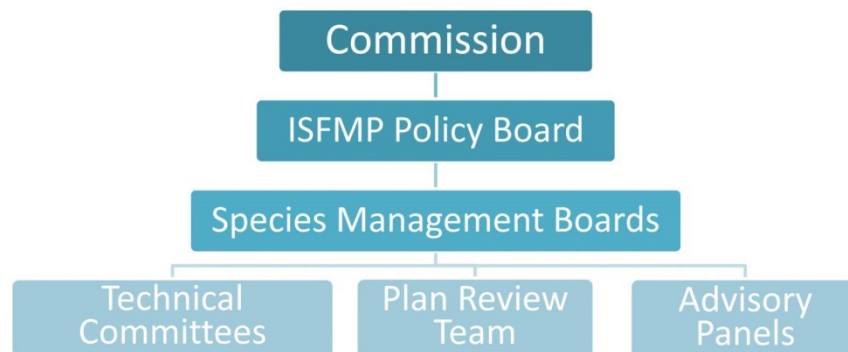 Commission
ISFMP Policy Board
Species Management Boards
Technical
Committees
Plan Review
Team
Advisory
Panels